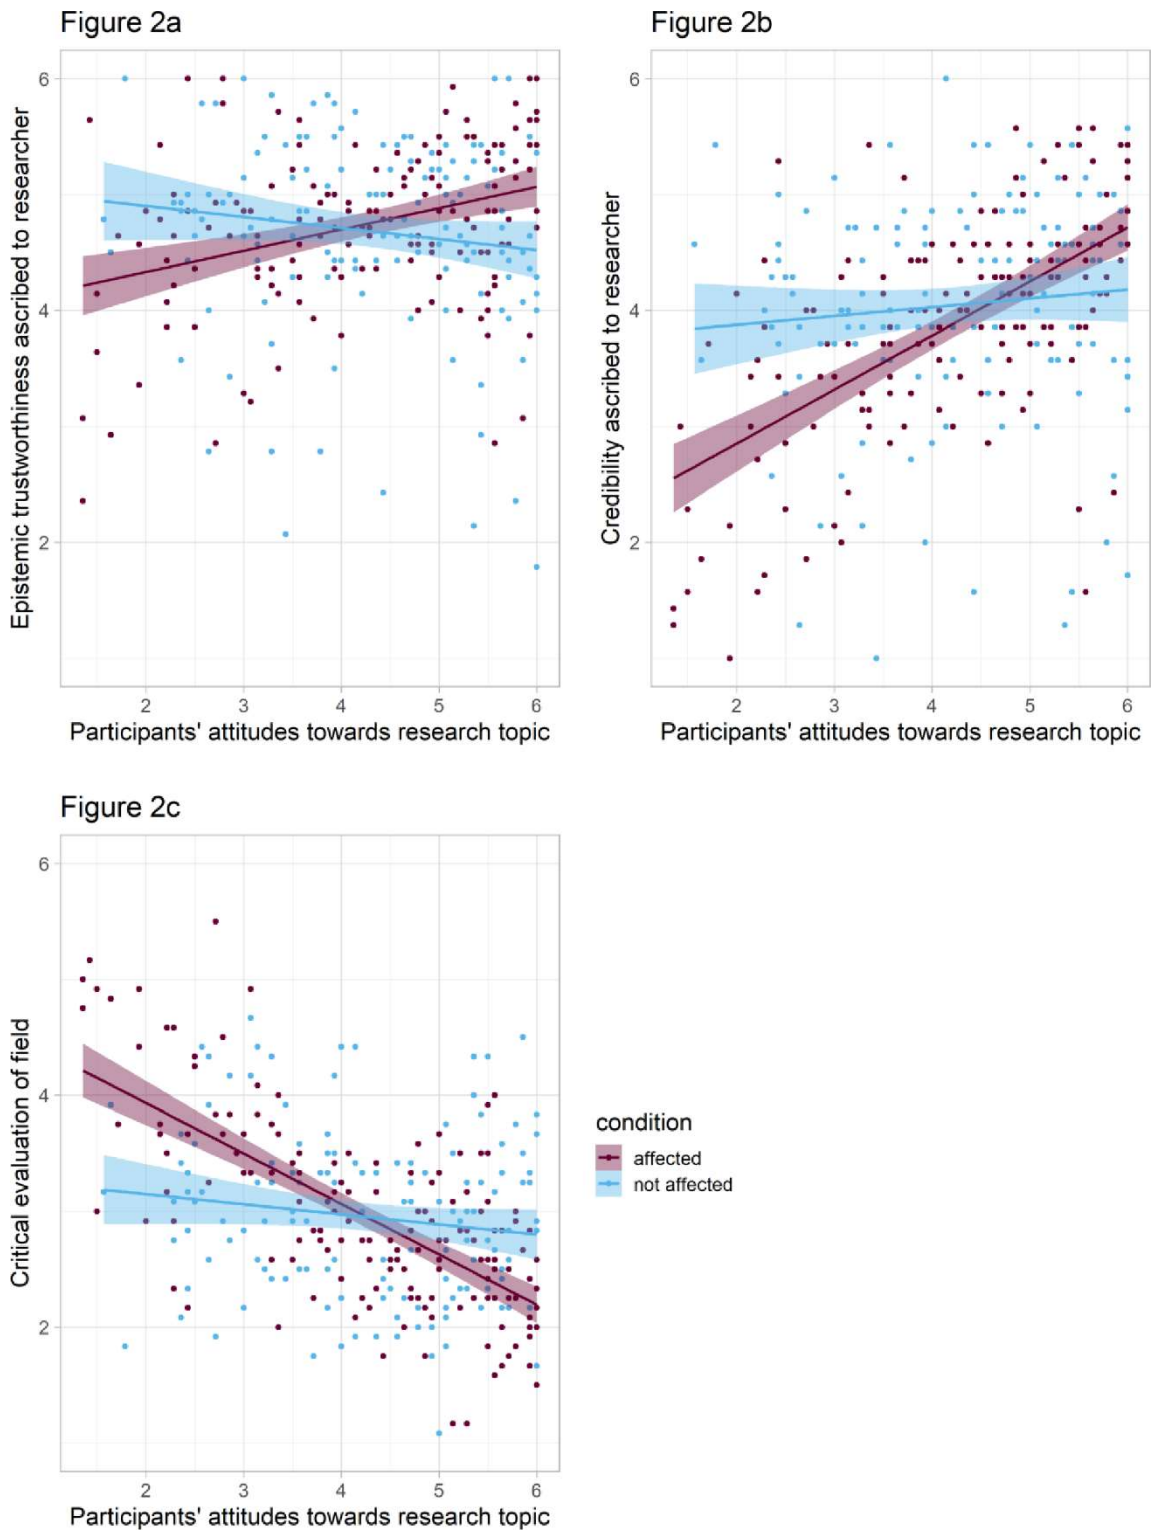 Figure 2a
Epistemic trustworthiness ascribed to researcher
6
4
2
2 3 4 5 6
Participants' attitudes towards research topic
Figure 2b
Credibility ascribed to researcher
6
4
2
2 3 4 5 6
Participants' attitudes towards research topic
Figure 2c
Critical evaluation of field
6
4
2
2 3 4 5 6
Participants' attitudes towards research topic
condition
affected
not affected